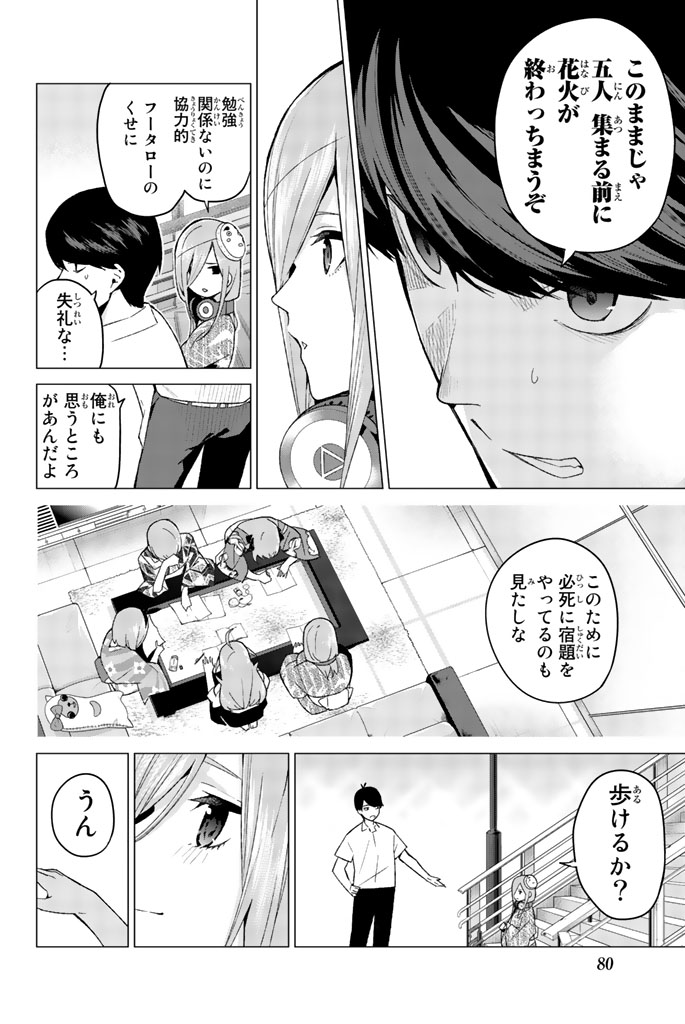 このままじゃ
五人 集まる前に
花火が
終わっちまうぞ
勉強
関係ないのに
協力的
フータローの
くせに
失礼な…
俺にも
思うところ
があんだよ
このために
必死に宿題を
やってるのも
見たしな
歩けるか？
うん
80